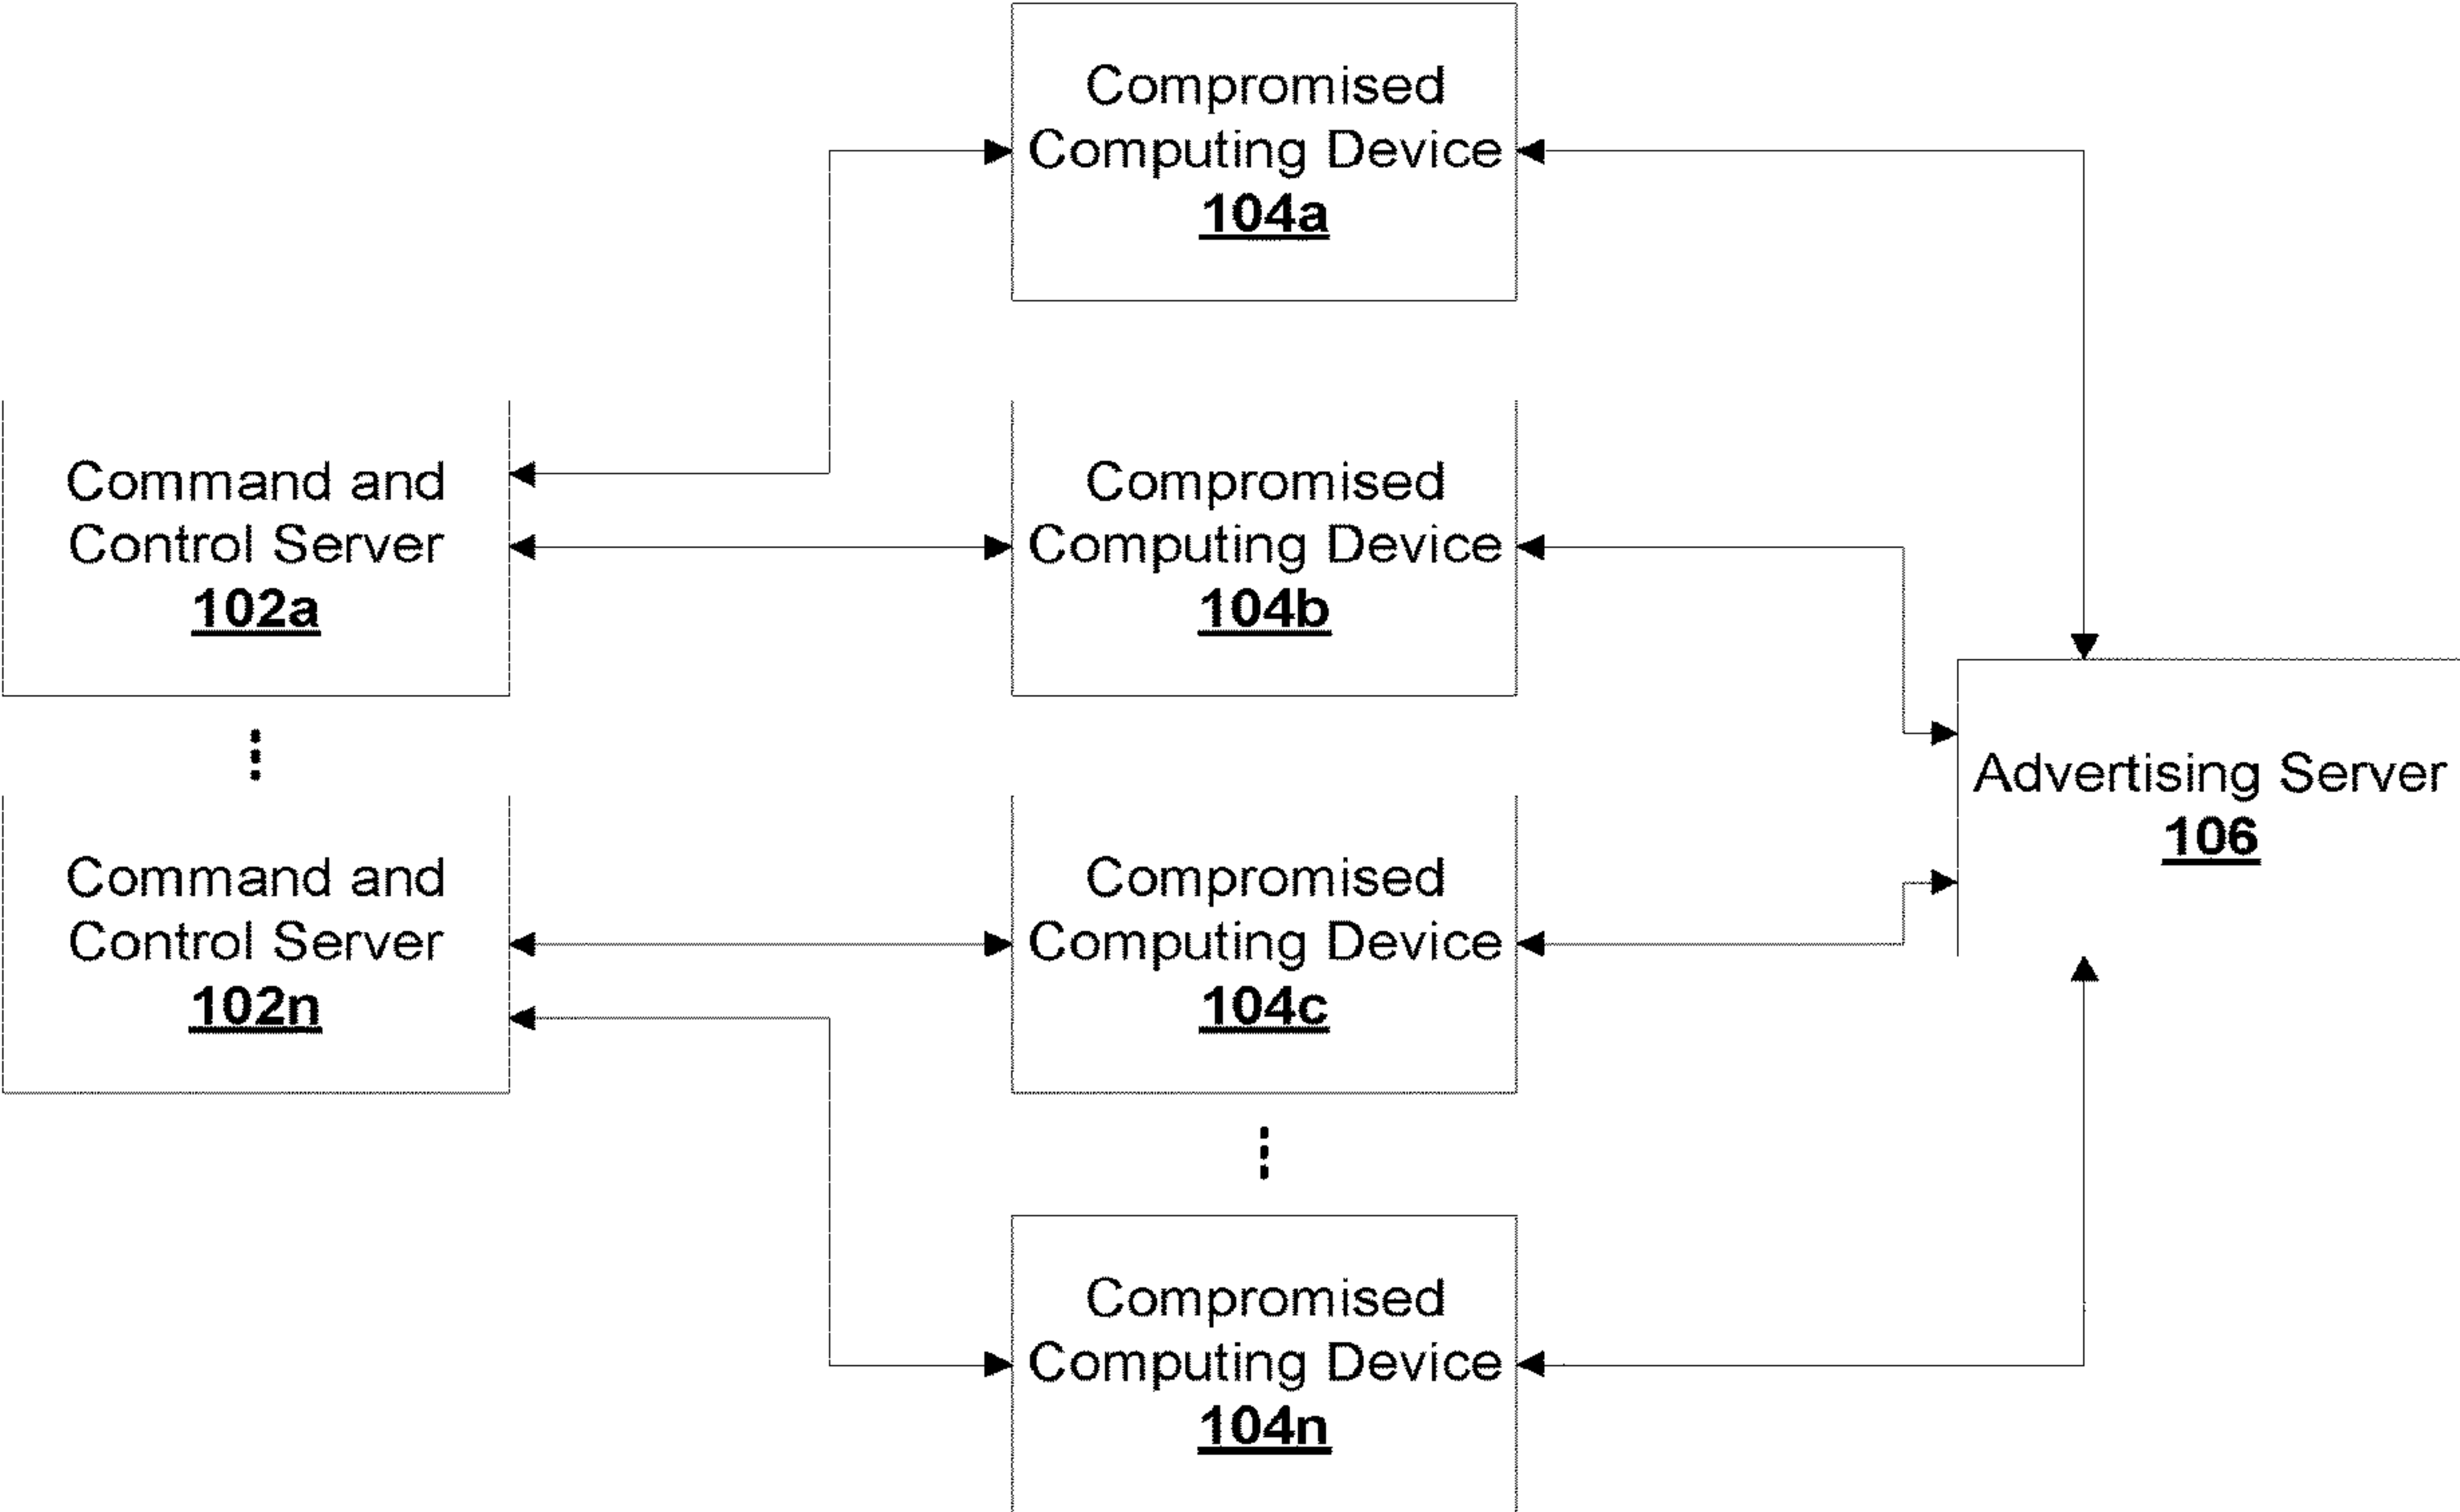 Compromised
Computing Device
104a
Command and
Control Server
102a
Compromised
Computing Device
104b
Advertising Server
106
Command and
Control Server
102n
Compromised
Computing Device
104c
Compromised
Computing Device
104n